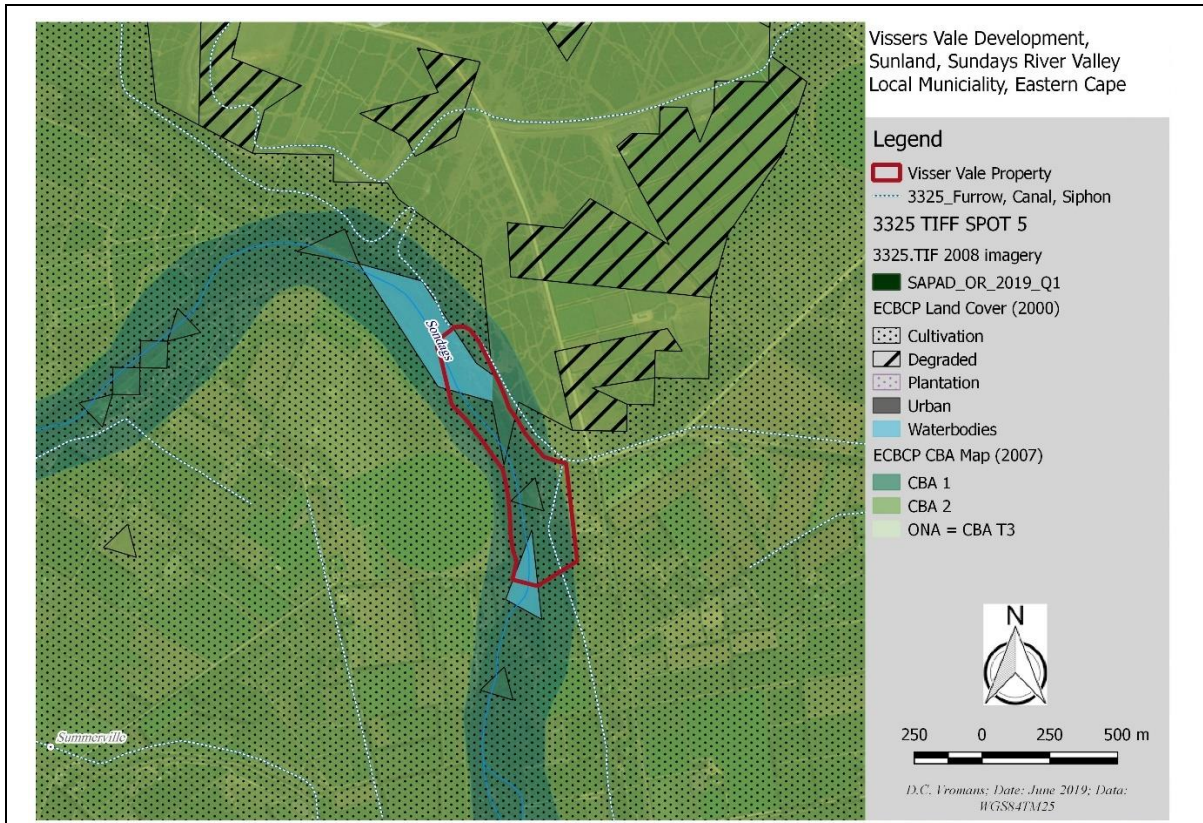 Vissers Vale Development,
Sunland, Sundays River Valley
Local Municiality, Eastern Cape
Legend
Visser Vale Property
3325_Furrow, Canal, Siphon
3325 TIFF SPOT 5
3325.TIF 2008 imagery
SAPAD_OR_2019_Q1
ECBCP Land Cover (2000)
Cultivation
Degraded
Plantation
Urban
Waterbodies
ECBCP CBA Map (2007)
CBA 1
CBA 2
ONA = CBA T3
Sondags
Summerville
N
250 0 250 500 m
D.C. Vromans; Date: June 2019; Data:
WGS84TM25